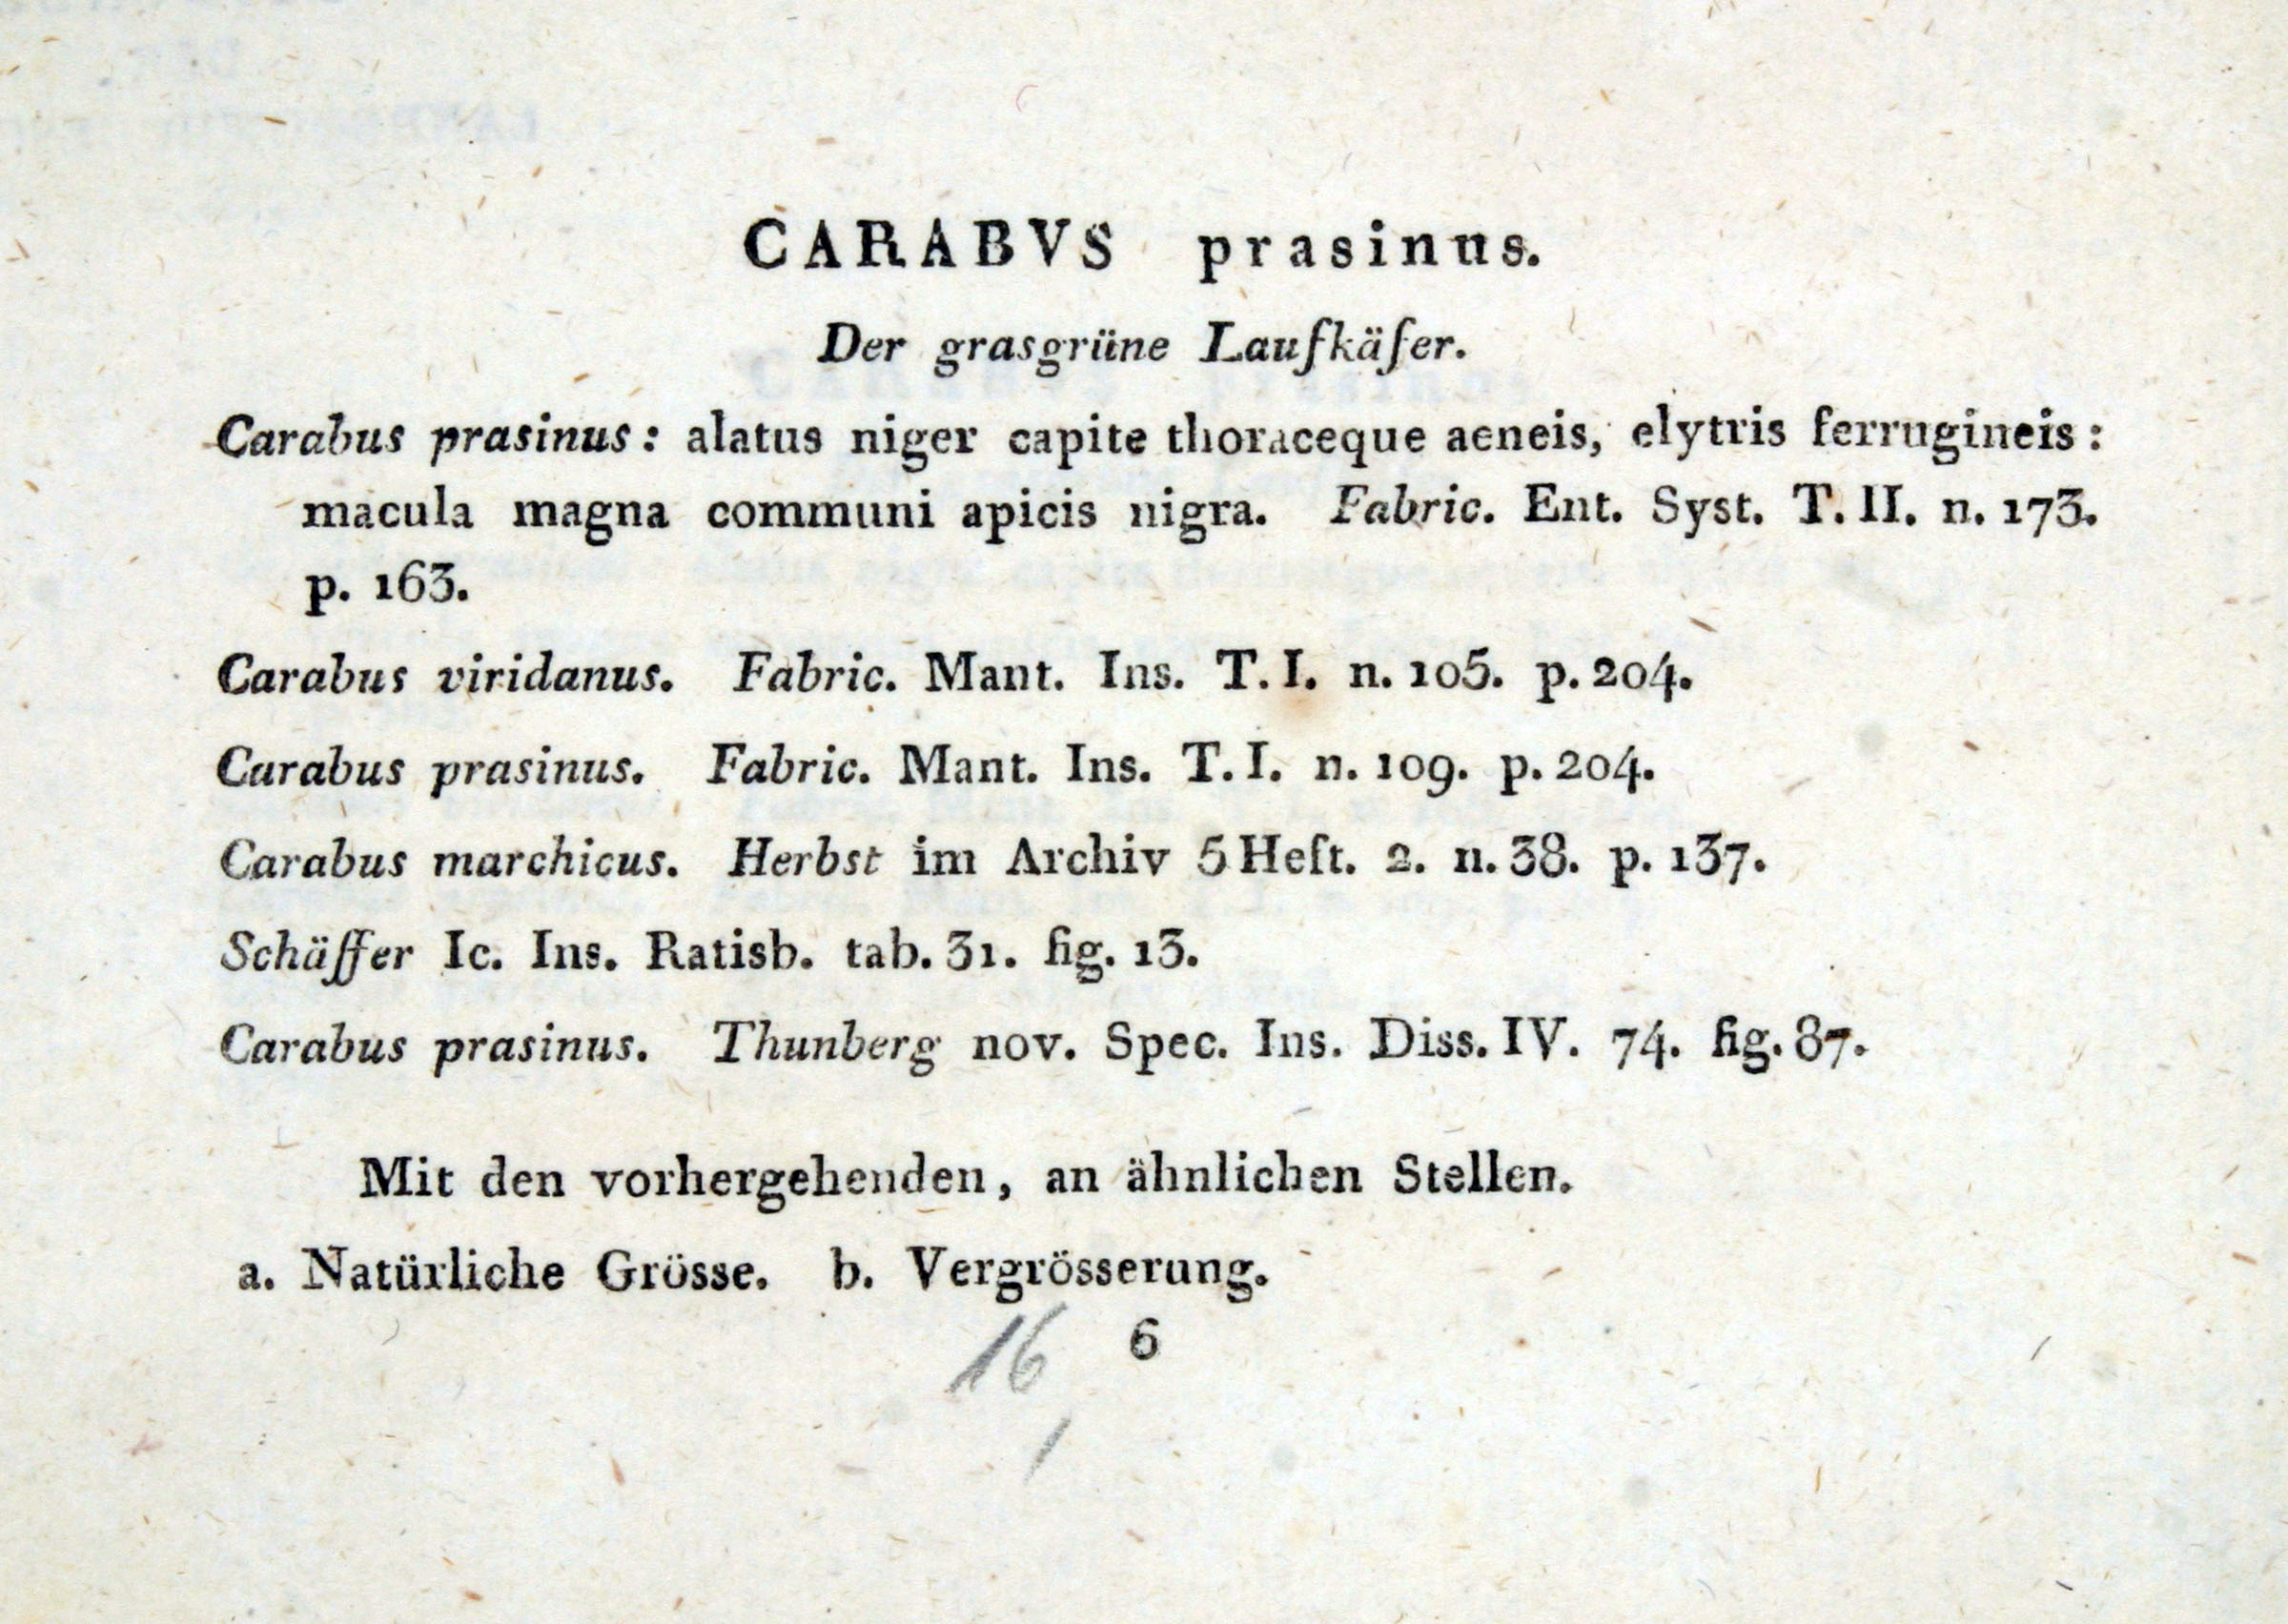 CARABVS prasinus.
Der grasgrüne Laufkäfer.
Carabus prasinus: alatus niger capite thoraceque aeneis, elytris ferrugineis:
macula magna communi apicis nigra. Fabric. Ent. Syst. T. II. n. 173.
p. 163.
Carabus viridanus. Fabric. Mant. Ins. T. I. n. 105. p. 204.
Carabus prasinus. Fabric. Mant. Ins. T. I. n. 109. p. 204.
Carabus marchicus. Herbst im Archiv 5 Heft. 2. n. 38. p. 137.
Schäffer Ic. Ins. Ratisb. tab. 31. fig. 13.
Carabus prasinus. Thunberg nov. Spec. Ins. Diss. IV. 74. fig. 87.
Mit den vorhergehenden, an ähnlichen Stellen.
a. Natürliche Grösse. b. Vergrösserung.
16 6
1